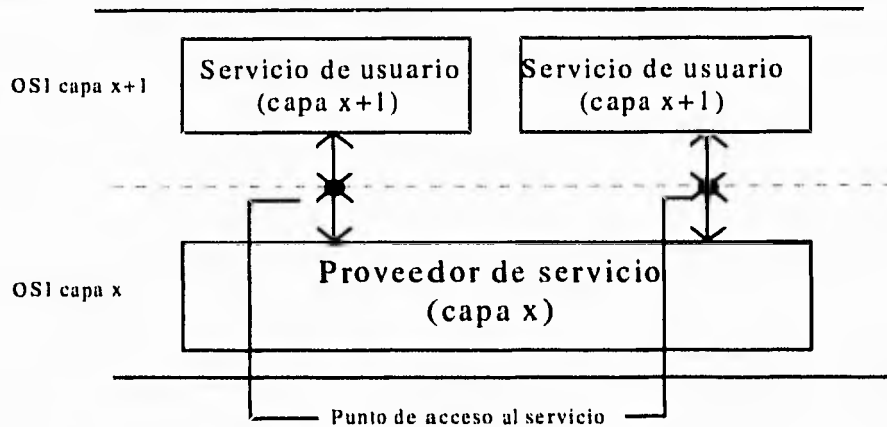 OSI capa x+1
Servicio de usuario
(capa x+1)
Servicio de usuario
(capa x+1)
OSI capa x
Proveedor de servicio
(capa x)
Punto de acceso al servicio